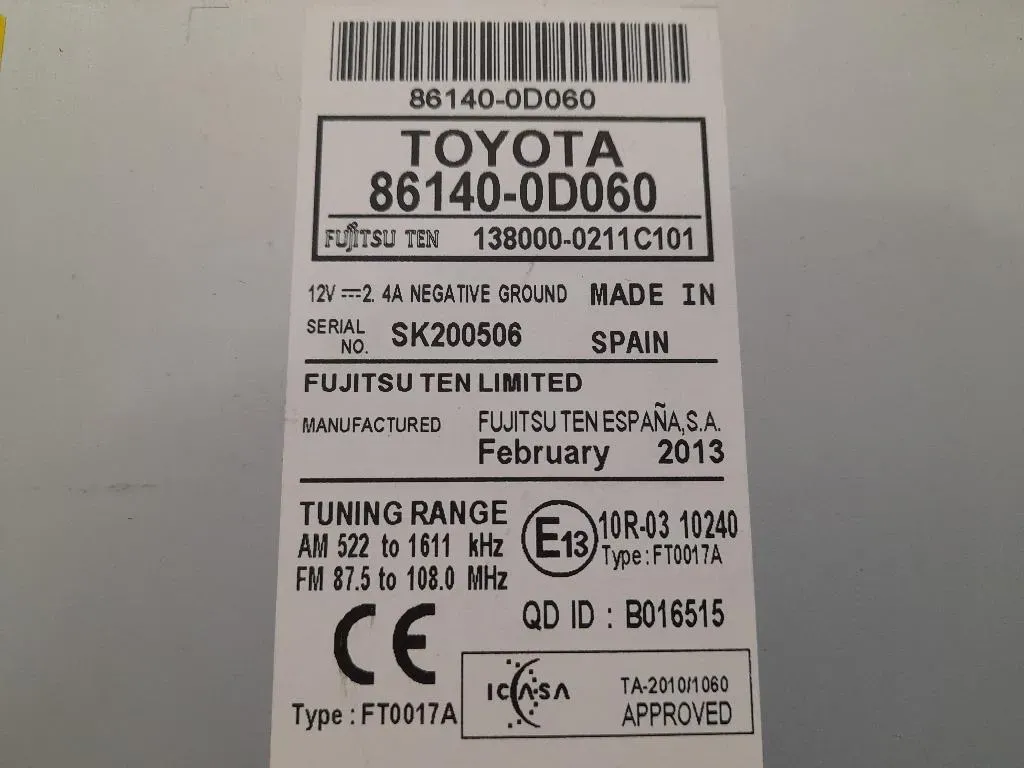 86140-0D060
TOYOTA
86140-0D060
FUJITSU TEN 138000-0211C101
12V ⎓2. 4A NEGATIVE GROUND MADE IN
SERIAL NO. SK200506 SPAIN
FUJITSU TEN LIMITED
MANUFACTURED FUJITSU TEN ESPAÑA,S.A.
February 2013
TUNING RANGE
AM 522 to 1611 kHz
FM 87.5 to 108.0 MHz
E13 10R-03 10240
Type : FT0017A
QD ID : B016515
CE
Type : FT0017A
ICASA TA-2010/1060
APPROVED